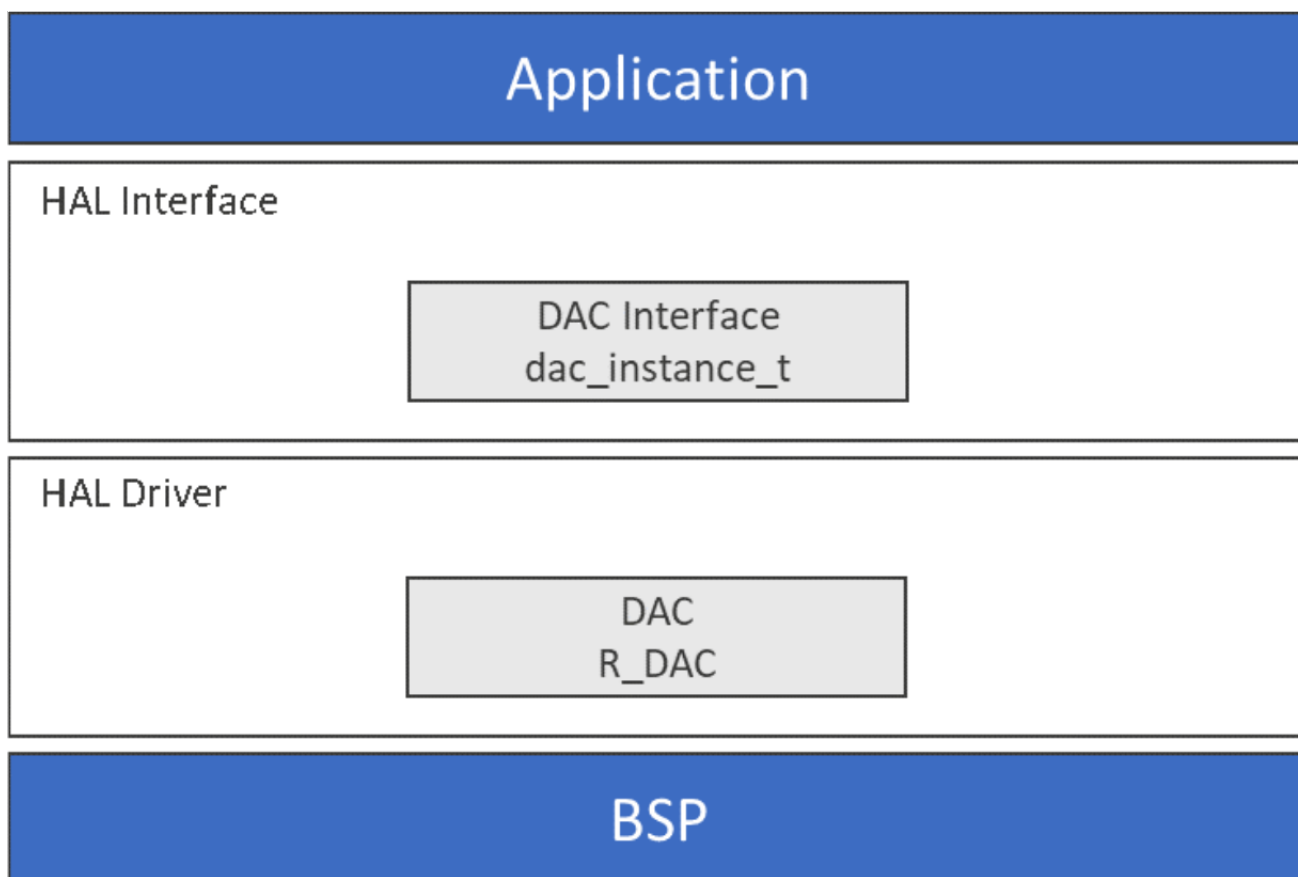 Application
HAL Interface
DAC Interface
dac_instance_t
HAL Driver
DAC
R_DAC
BSP